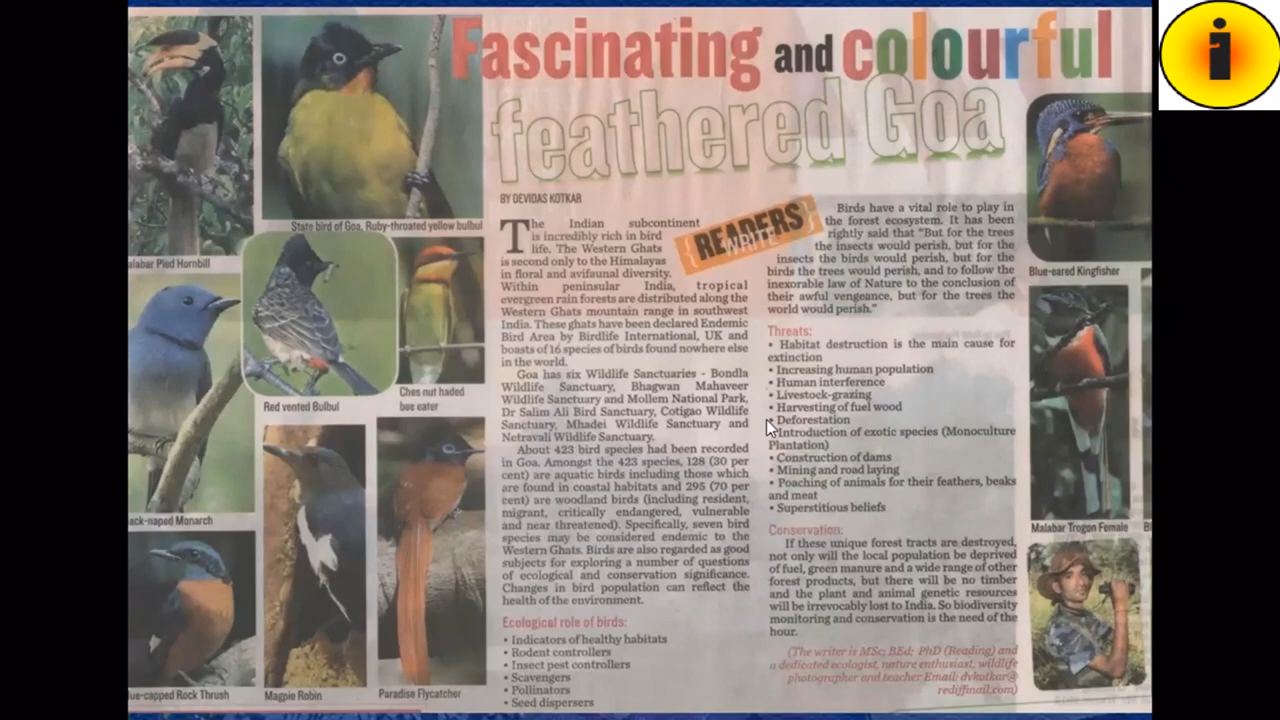 Fascinating and colourful
feathered Goa
i
alabar Pied Hornbill
State bird of Goa, Ruby-throated yellow bulbul
Red vented Bulbul
Ches nut haded
bee eater
ack-naped Monarch
ue-capped Rock Thrush
Magpie Robin
Paradise Flycatcher
BY DEVIDAS KOTKAR
READERS
WRITE
The Indian subcontinent
is incredibly rich in bird
life. The Western Ghats
is second only to the Himalayas
in floral and avifaunal diversity.
Within peninsular India, tropical
evergreen rain forests are distributed along the
Western Ghats mountain range in southwest
India. These ghats have been declared Endemic
Bird Area by Birdlife International, UK and
boasts of 16 species of birds found nowhere else
in the world.
Goa has six Wildlife Sanctuaries - Bondla
Wildlife Sanctuary, Bhagwan Mahaveer
Wildlife Sanctuary and Mollem National Park,
Dr Salim Ali Bird Sanctuary, Cotigao Wildlife
Sanctuary, Mhadei Wildlife Sanctuary and
Netravali Wildlife Sanctuary.
About 423 bird species had been recorded
in Goa. Amongst the 423 species, 128 (30 per
cent) are aquatic birds including those which
are found in coastal habitats and 295 (70 per
cent) are woodland birds (including resident,
migrant, critically endangered, vulnerable
and near threatened). Specifically, seven bird
species may be considered endemic to the
Western Ghats. Birds are also regarded as good
subjects for exploring a number of questions
of ecological and conservation significance.
Changes in bird population can reflect the
health of the environment.
Ecological role of birds:
• Indicators of healthy habitats
• Rodent controllers
• Insect pest controllers
• Scavengers
• Pollinators
• Seed dispersers
Birds have a vital role to play in
the forest ecosystem. It has been
rightly said that “But for the trees
the insects would perish, but for the
insects the birds would perish, but for the
birds the trees would perish, and to follow the
inexorable law of Nature to the conclusion of
their awful vengeance, but for the trees the
world would perish.”
Threats:
• Habitat destruction is the main cause for
extinction
• Increasing human population
• Human interference
• Livestock-grazing
• Harvesting of fuel wood
• Deforestation
• Introduction of exotic species (Monoculture
Plantation)
• Construction of dams
• Mining and road laying
• Poaching of animals for their feathers, beaks
and meat
• Superstitious beliefs
Conservation:
If these unique forest tracts are destroyed,
not only will the local population be deprived
of fuel, green manure and a wide range of other
forest products, but there will be no timber
and the plant and animal genetic resources
will be irrevocably lost to India. So biodiversity
monitoring and conservation is the need of the
hour.
(The writer is MSc; BEd; PhD (Reading) and
a dedicated ecologist, nature enthusiast, wildlife
photographer and teacher Email: dvkotkar@
rediffmail.com)
Blue-eared Kingfisher
Malabar Trogon Female